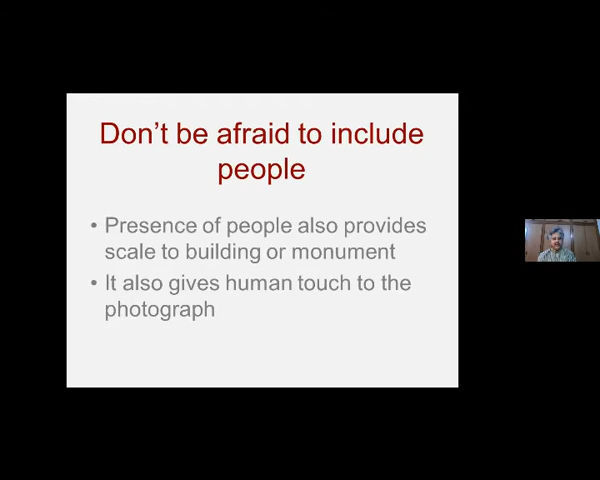 Don’t be afraid to include
people
• Presence of people also provides
scale to building or monument
• It also gives human touch to the
photograph